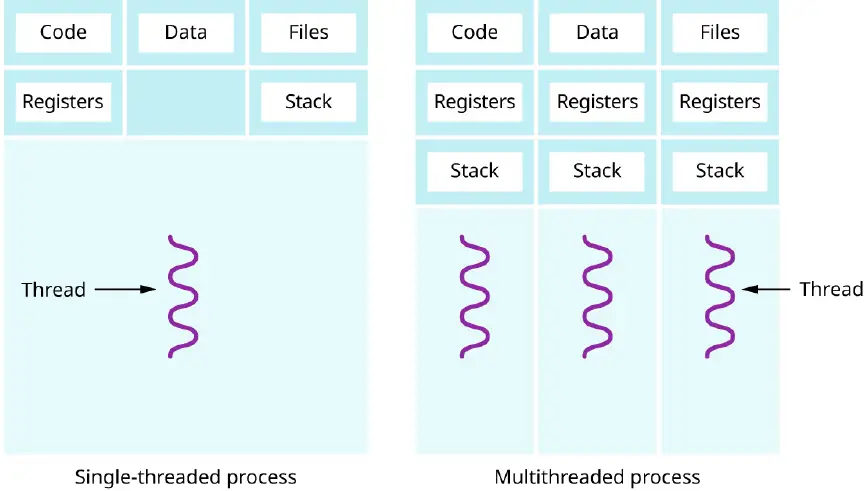 Code Data Files
Registers Stack
Thread
Single-threaded process
Code Data Files
Registers Registers Registers
Stack Stack Stack
Thread
Multithreaded process